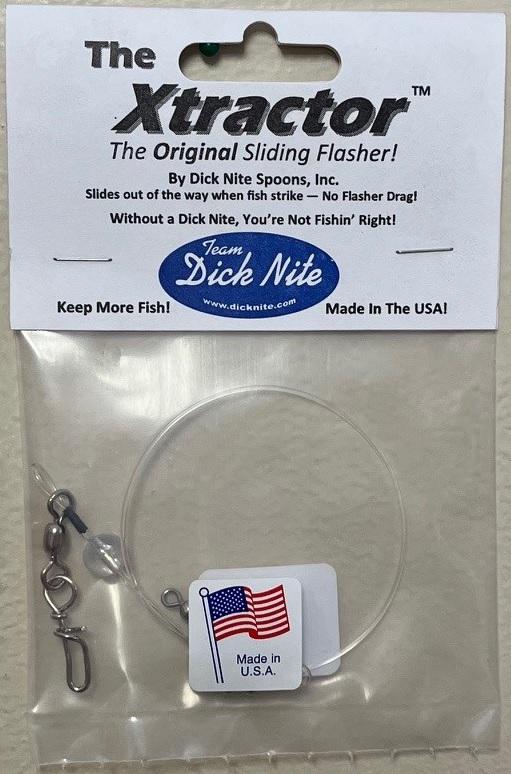 The
Xtractor™
The Original Sliding Flasher!
By Dick Nite Spoons, Inc.
Slides out of the way when fish strike — No Flasher Drag!
Without a Dick Nite, You're Not Fishin' Right!
Team
Dick Nite
www.dicknite.com
Keep More Fish!
Made In The USA!
Made in
U.S.A.